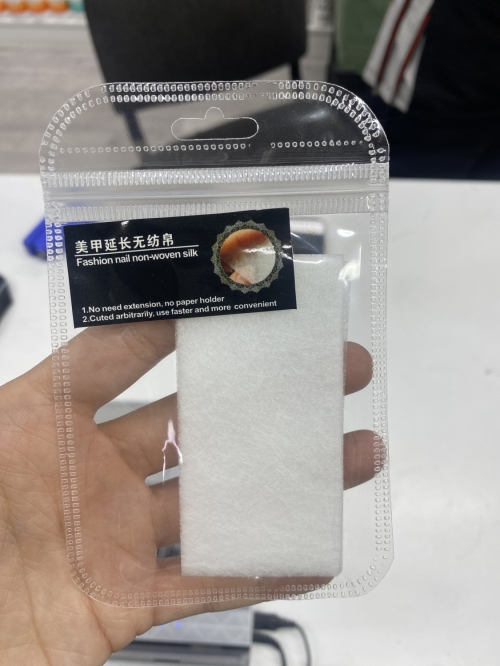 美甲延长无纺帛
Fashion nail non-woven silk
1.No need extension, no paper holder
2.Cuted arbitrarily, use faster and more convenient